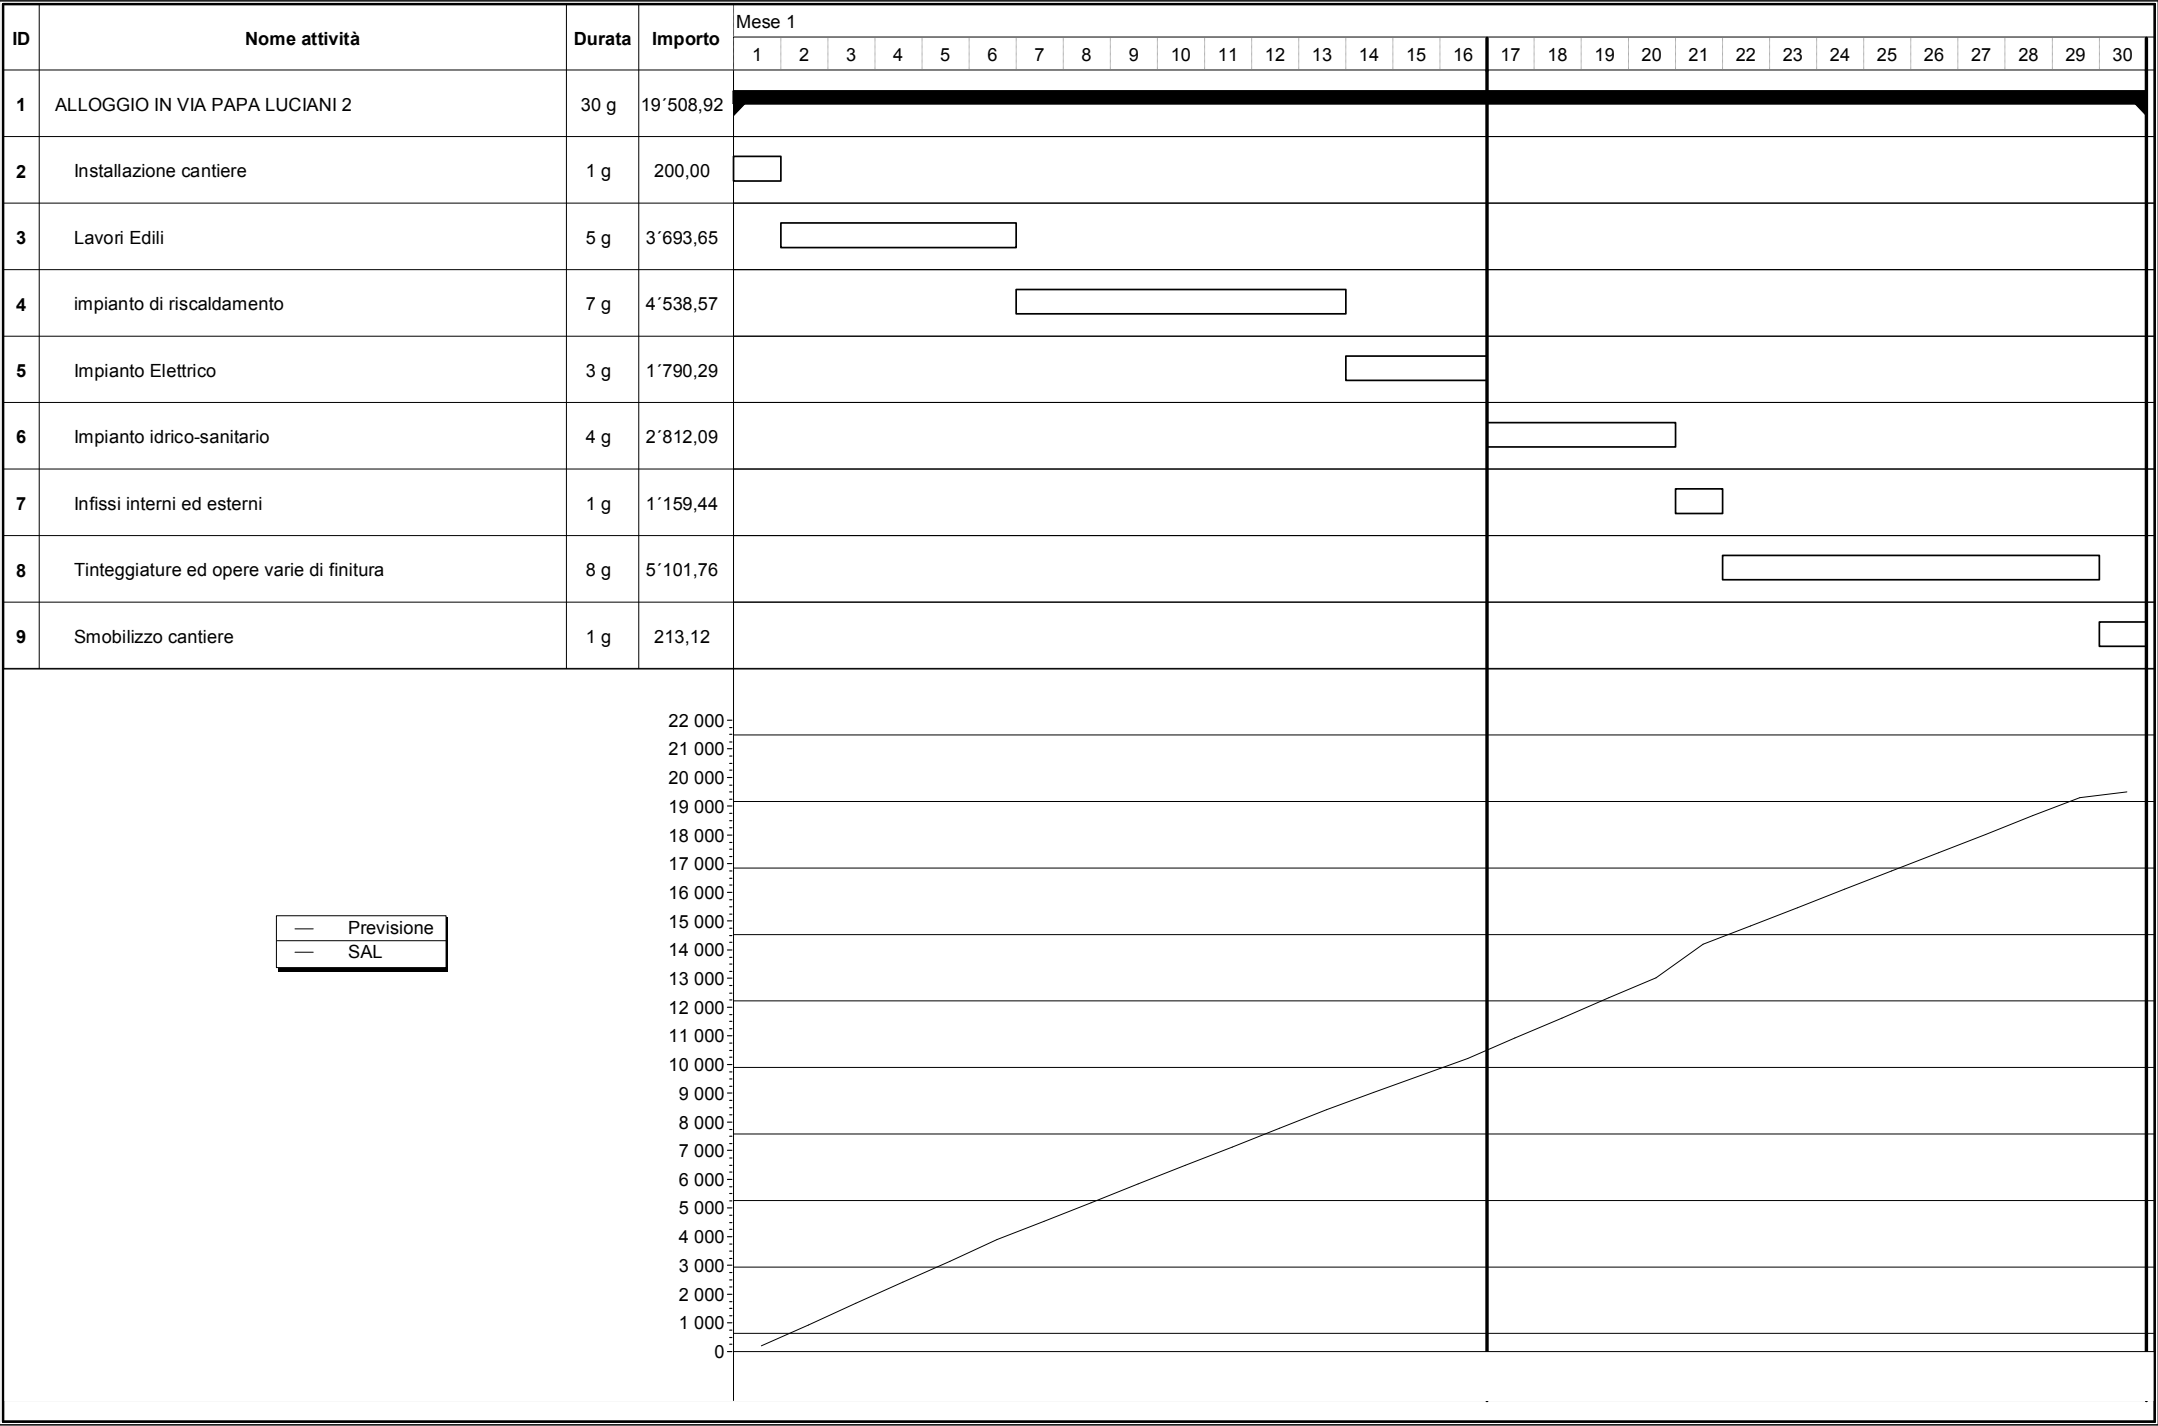 ID Nome attività Durata Importo Mese 1
1 2 3 4 5 6 7 8 9 10 11 12 13 14 15 16 17 18 19 20 21 22 23 24 25 26 27 28 29 30
1 ALLOGGIO IN VIA PAPA LUCIANI 2 30 g 19´508,92
2 Installazione cantiere 1 g 200,00
3 Lavori Edili 5 g 3´693,65
4 impianto di riscaldamento 7 g 4´538,57
5 Impianto Elettrico 3 g 1´790,29
6 Impianto idrico-sanitario 4 g 2´812,09
7 Infissi interni ed esterni 1 g 1´159,44
8 Tinteggiature ed opere varie di finitura 8 g 5´101,76
9 Smobilizzo cantiere 1 g 213,12
22 000
21 000
20 000
19 000
18 000
17 000
16 000
15 000
14 000
13 000
12 000
11 000
10 000
9 000
8 000
7 000
6 000
5 000
4 000
3 000
2 000
1 000
0
Previsione
SAL